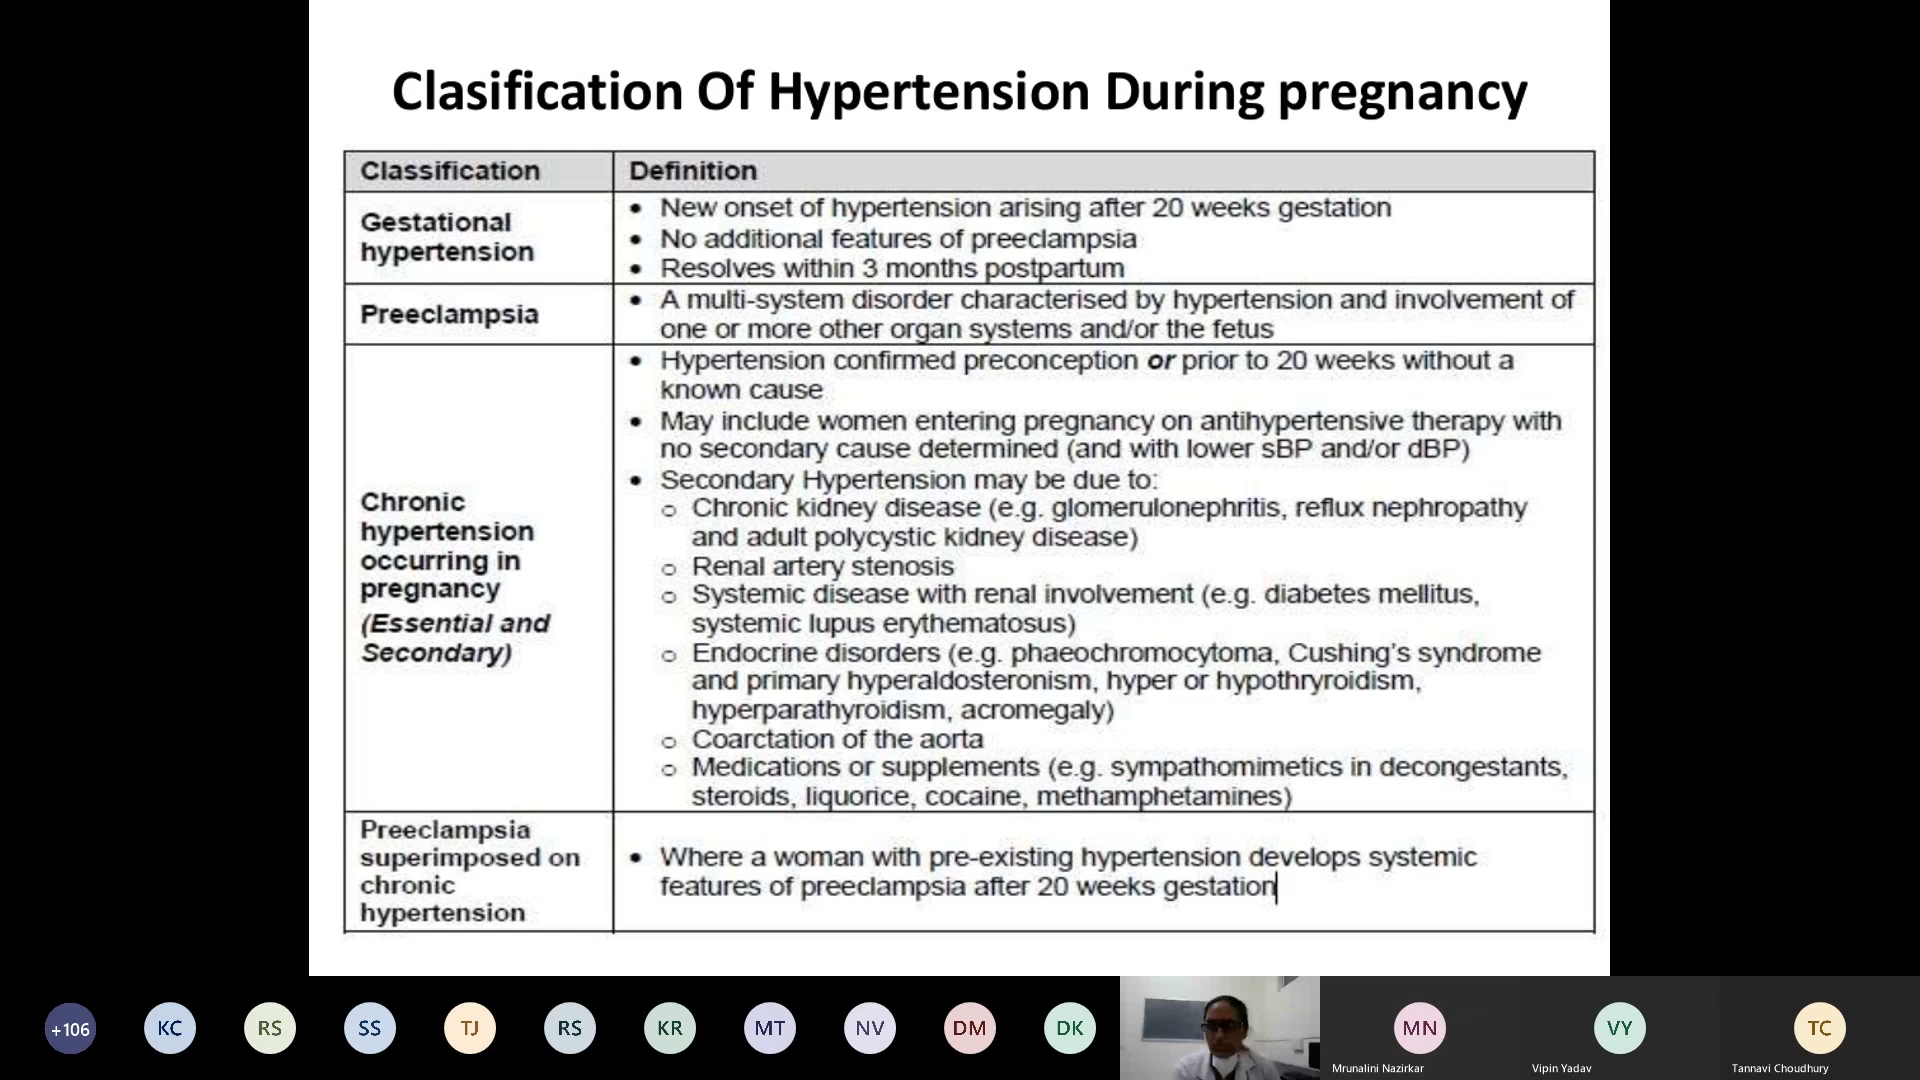 Clasification Of Hypertension During pregnancy
Classification
Definition
Gestational
hypertension
• New onset of hypertension arising after 20 weeks gestation
• No additional features of preeclampsia
• Resolves within 3 months postpartum
Preeclampsia
• A multi-system disorder characterised by hypertension and involvement of
one or more other organ systems and/or the fetus
Chronic
hypertension
occurring in
pregnancy
(Essential and
Secondary)
• Hypertension confirmed preconception or prior to 20 weeks without a
known cause
• May include women entering pregnancy on antihypertensive therapy with
no secondary cause determined (and with lower sBP and/or dBP)
• Secondary Hypertension may be due to:
o Chronic kidney disease (e.g. glomerulonephritis, reflux nephropathy
and adult polycystic kidney disease)
o Renal artery stenosis
o Systemic disease with renal involvement (e.g. diabetes mellitus,
systemic lupus erythematosus)
o Endocrine disorders (e.g. phaeochromocytoma, Cushing's syndrome
and primary hyperaldosteronism, hyper or hypothryroidism,
hyperparathyroidism, acromegaly)
o Coarctation of the aorta
o Medications or supplements (e.g. sympathomimetics in decongestants,
steroids, liquorice, cocaine, methamphetamines)
Preeclampsia
superimposed on
chronic
hypertension
• Where a woman with pre-existing hypertension develops systemic
features of preeclampsia after 20 weeks gestation
+106 KC RS SS TJ RS KR MT NV DM DK MN VY TC
Mrunalini Nazirkar Vipin Yadav Tannavi Choudhury